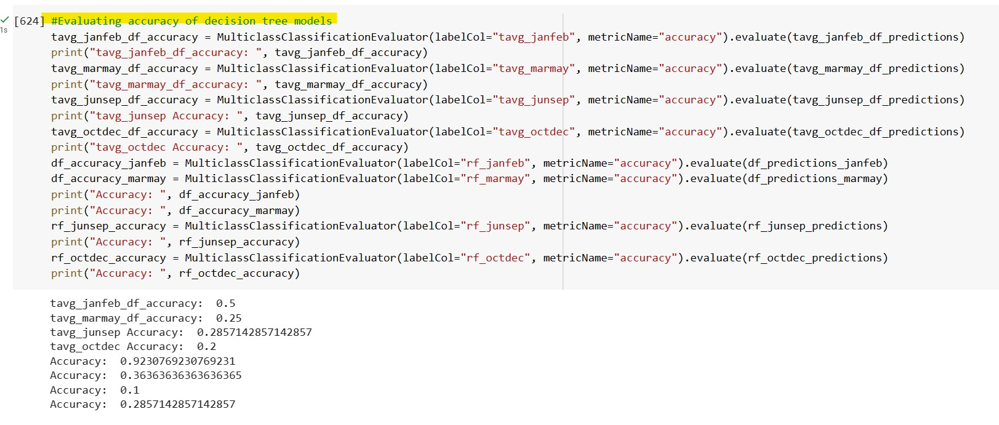 [624] #Evaluating accuracy of decision tree models
1s
tavg_janfeb_df_accuracy = MulticlassClassificationEvaluator(labelCol="tavg_janfeb", metricName="accuracy").evaluate(tavg_janfeb_df_predictions)
print("tavg_janfeb_df_accuracy: ", tavg_janfeb_df_accuracy)
tavg_marmay_df_accuracy = MulticlassClassificationEvaluator(labelCol="tavg_marmay", metricName="accuracy").evaluate(tavg_marmay_df_predictions)
print("tavg_marmay_df_accuracy: ", tavg_marmay_df_accuracy)
tavg_junsep_df_accuracy = MulticlassClassificationEvaluator(labelCol="tavg_junsep", metricName="accuracy").evaluate(tavg_junsep_df_predictions)
print("tavg_junsep Accuracy: ", tavg_junsep_df_accuracy)
tavg_octdec_df_accuracy = MulticlassClassificationEvaluator(labelCol="tavg_octdec", metricName="accuracy").evaluate(tavg_octdec_df_predictions)
print("tavg_octdec Accuracy: ", tavg_octdec_df_accuracy)
df_accuracy_janfeb = MulticlassClassificationEvaluator(labelCol="rf_janfeb", metricName="accuracy").evaluate(df_predictions_janfeb)
df_accuracy_marmay = MulticlassClassificationEvaluator(labelCol="rf_marmay", metricName="accuracy").evaluate(df_predictions_marmay)
print("Accuracy: ", df_accuracy_janfeb)
print("Accuracy: ", df_accuracy_marmay)
rf_junsep_accuracy = MulticlassClassificationEvaluator(labelCol="rf_junsep", metricName="accuracy").evaluate(rf_junsep_predictions)
print("Accuracy: ", rf_junsep_accuracy)
rf_octdec_accuracy = MulticlassClassificationEvaluator(labelCol="rf_octdec", metricName="accuracy").evaluate(rf_octdec_predictions)
print("Accuracy: ", rf_octdec_accuracy)
tavg_janfeb_df_accuracy:  0.5
tavg_marmay_df_accuracy:  0.25
tavg_junsep Accuracy:  0.2857142857142857
tavg_octdec Accuracy:  0.2
Accuracy:  0.9230769230769231
Accuracy:  0.36363636363636365
Accuracy:  0.1
Accuracy:  0.2857142857142857